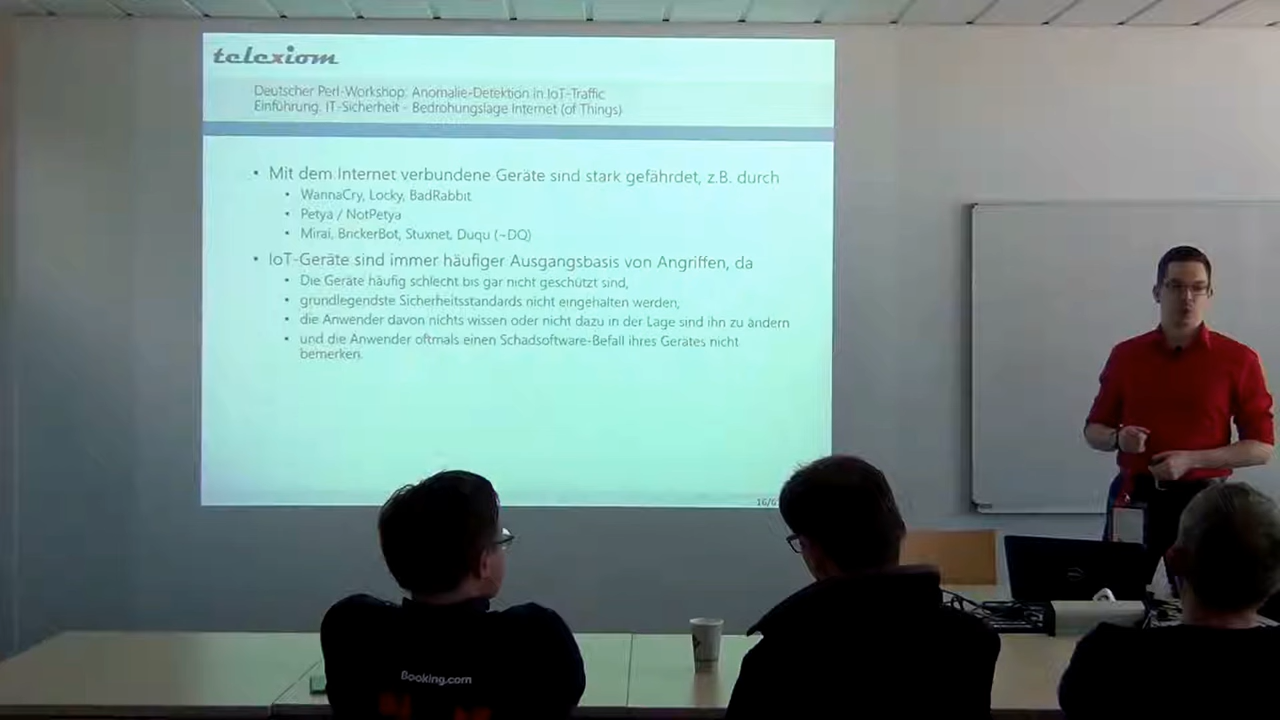 telexiom
Deutscher Perl-Workshop: Anomalie-Detektion in IoT-Traffic
Einführung: IT-Sicherheit - Bedrohungslage Internet (of Things)
• Mit dem Internet verbundene Geräte sind stark gefährdet, z.B. durch
• WannaCry, Locky, BadRabbit
• Petya / NotPetya
• Mirai, BrickerBot, Stuxnet, Duqu (~DQ)
• IoT-Geräte sind immer häufiger Ausgangsbasis von Angriffen, da
• Die Geräte häufig schlecht bis gar nicht geschützt sind,
• grundlegendste Sicherheitsstandards nicht eingehalten werden,
• die Anwender davon nichts wissen oder nicht dazu in der Lage sind ihn zu ändern
• und die Anwender oftmals einen Schadsoftware-Befall ihres Gerätes nicht
bemerken.
Booking.com